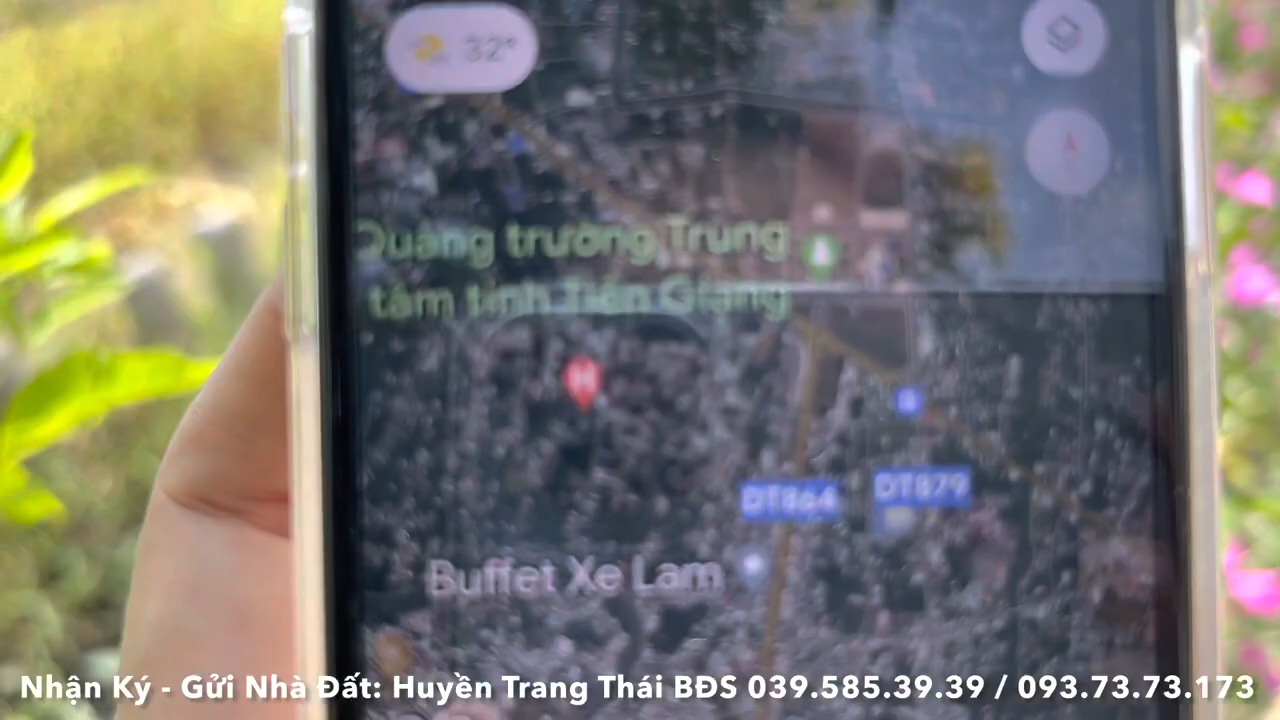 32°
Quảng trường Trung
tâm tỉnh Tiền Giang
H
ĐT864
ĐT879
Buffet Xe Lam
Nhận Ký - Gửi Nhà Đất: Huyền Trang Thái BĐS 039.585.39.39 / 093.73.73.173